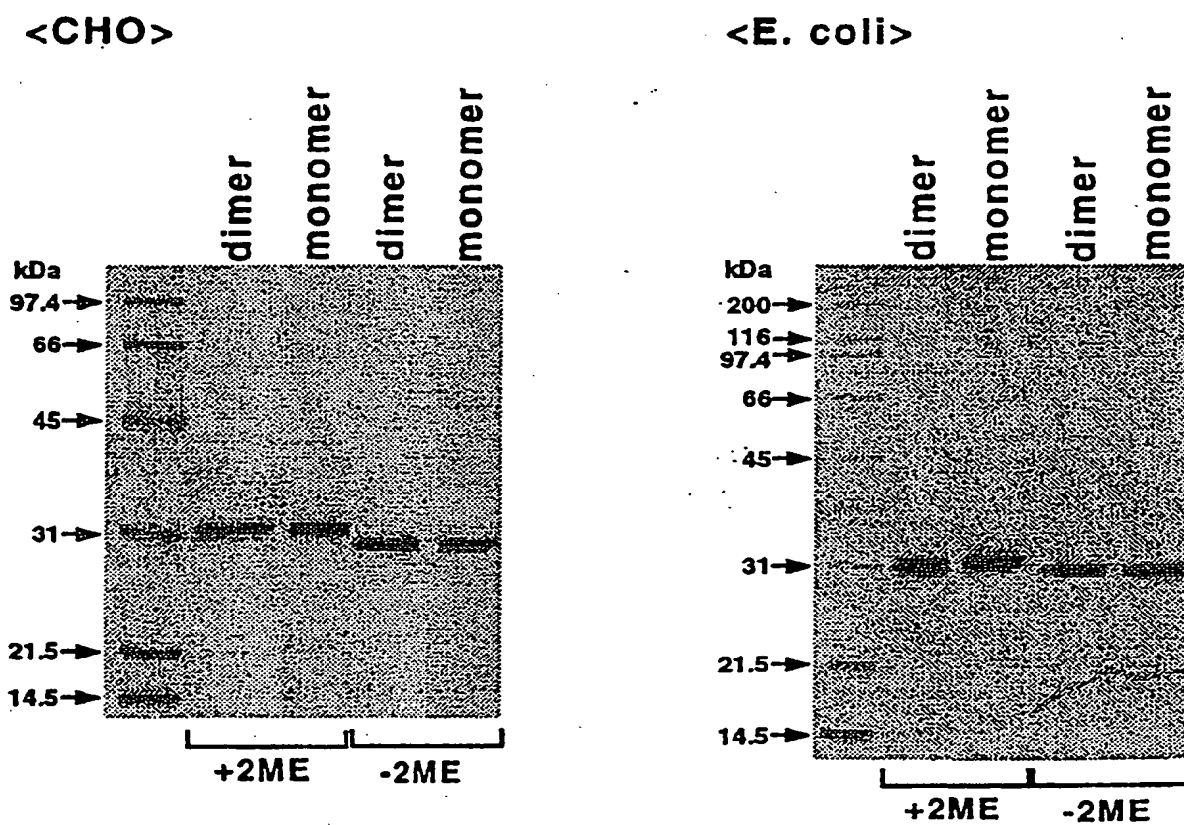 <CHO>
dimer
monomer
dimer
monomer
kDa
97.4
66
45
31
21.5
14.5
+2ME
-2ME
<E. coli>
dimer
monomer
dimer
monomer
kDa
200
116
97.4
66
45
31
21.5
14.5
+2ME
-2ME